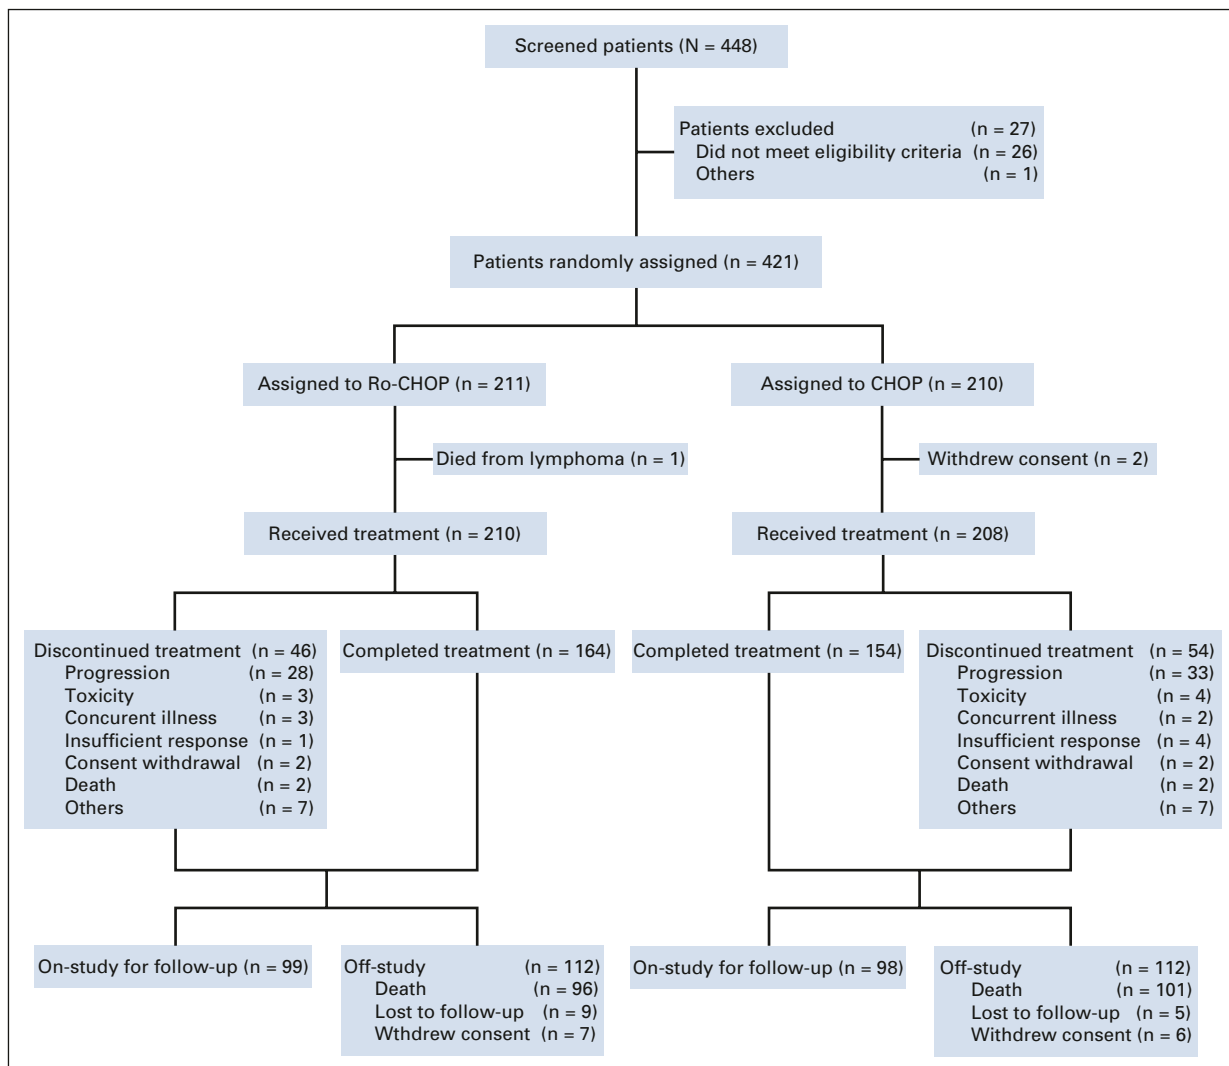 Screened patients (N = 448)
Patients excluded (n = 27)
Did not meet eligibility criteria (n = 26)
Others (n = 1)
Patients randomly assigned (n = 421)
Assigned to Ro-CHOP (n = 211)
Assigned to CHOP (n = 210)
Died from lymphoma (n = 1)
Withdrew consent (n = 2)
Received treatment (n = 210)
Received treatment (n = 208)
Discontinued treatment (n = 46)
Progression (n = 28)
Toxicity (n = 3)
Concurent illness (n = 3)
Insufficient response (n = 1)
Consent withdrawal (n = 2)
Death (n = 2)
Others (n = 7)
Completed treatment (n = 164)
Completed treatment (n = 154)
Discontinued treatment (n = 54)
Progression (n = 33)
Toxicity (n = 4)
Concurrent illness (n = 2)
Insufficient response (n = 4)
Consent withdrawal (n = 2)
Death (n = 2)
Others (n = 7)
On-study for follow-up (n = 99)
Off-study (n = 112)
Death (n = 96)
Lost to follow-up (n = 9)
Wthdrew consent (n = 7)
On-study for follow-up (n = 98)
Off-study (n = 112)
Death (n = 101)
Lost to follow-up (n = 5)
Withdrew consent (n = 6)